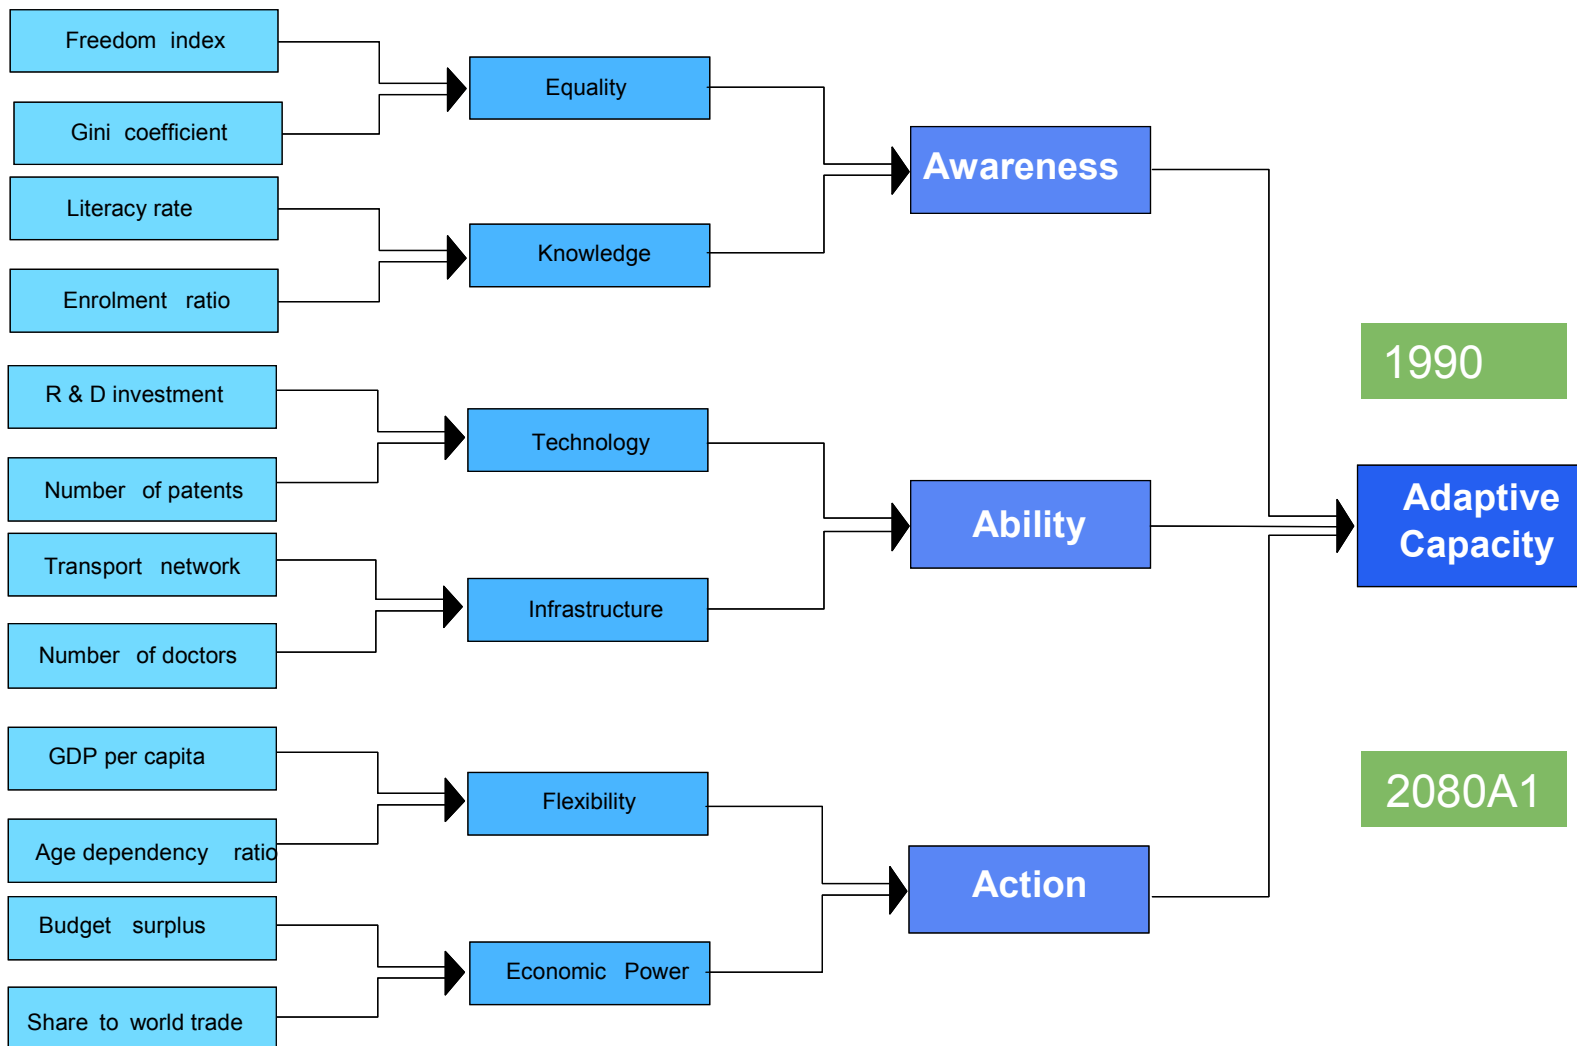 Freedom index
Gini coefficient
Literacy rate
Enrolment ratio
R & D investment
Number of patents
Transport network
Number of doctors
GDP per capita
Age dependency ratio
Budget surplus
Share to world trade
Equality
Knowledge
Technology
Infrastructure
Flexibility
Economic Power
Awareness
Ability
Action
1990
Adaptive
Capacity
2080A1